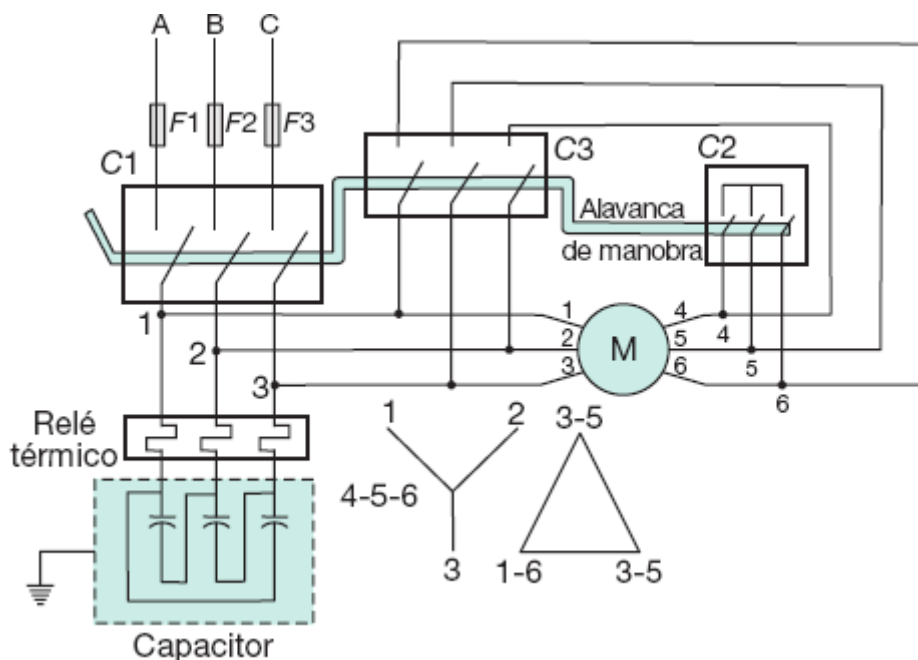 A B C
F1 F2 F3
C1
C3
C2
Alavanca
de manobra
1
2
3
1
2
3
M
4
5
6
4
5
6
Relé
térmico
1 2
4-5-6
3
3-5
1-6 3-5
Capacitor